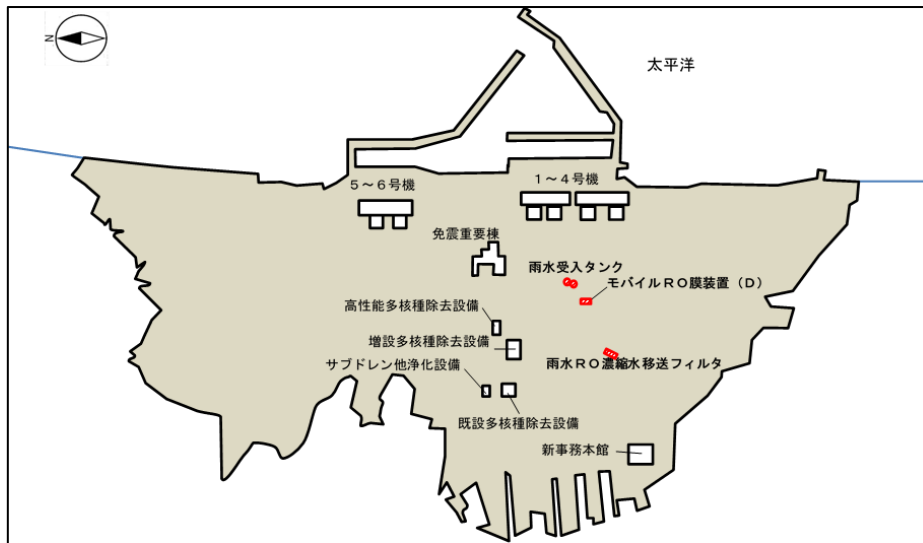 N
太平洋
5～6号機
1～4号機
免震重要棟
雨水受入タンク
モバイルRO膜装置（D）
高性能多核種除去設備
増設多核種除去設備
サブドレン他浄化設備
雨水RO濃縮水移送フィルタ
既設多核種除去設備
新事務本館